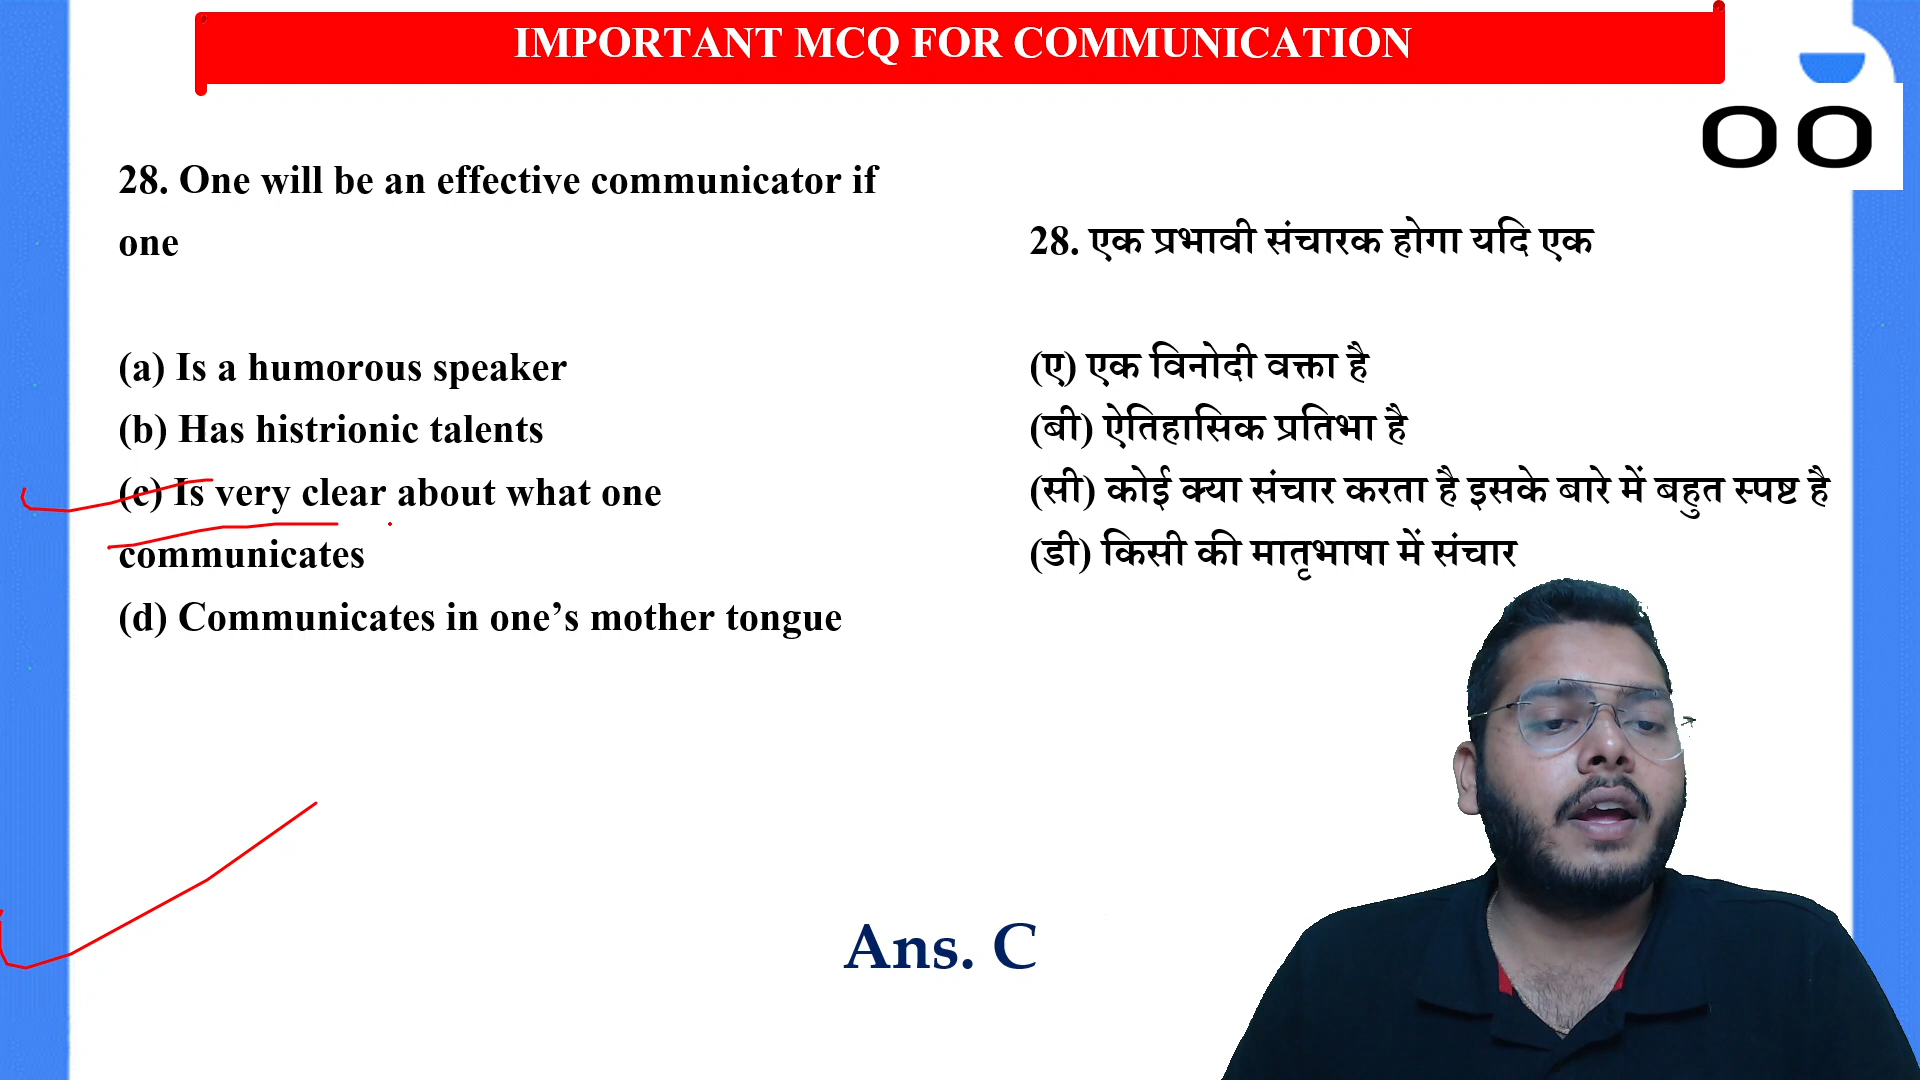 IMPORTANT MCQ FOR COMMUNICATION
28. One will be an effective communicator if
one
(a) Is a humorous speaker
(b) Has histrionic talents
(c) Is very clear about what one
communicates
(d) Communicates in one’s mother tongue
28. एक प्रभावी संचारक होगा यदि एक
(ए) एक विनोदी वक्ता है
(बी) ऐतिहासिक प्रतिभा है
(सी) कोई क्या संचार करता है इसके बारे में बहुत स्पष्ट है
(डी) किसी की मातृभाषा में संचार
Ans. C